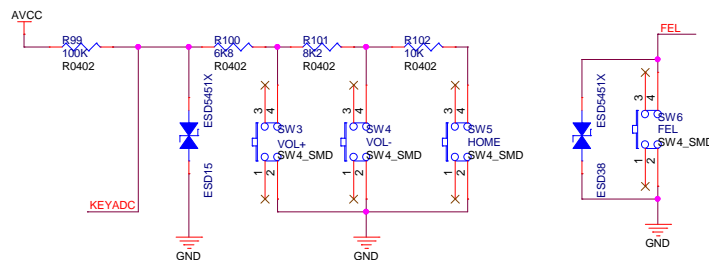 AVCC
R99
100K
R0402
R100
6K8
R0402
R101
8K2
R0402
R102
10K
R0402
KEYADC
ESD5451X
ESD15
GND
3
4
SW3
VOL+
SW4_SMD
1
2
3
4
SW4
VOL-
SW4_SMD
1
2
GND
3
4
SW5
HOME
SW4_SMD
1
2
FEL
ESD5451X
ESD38
3
4
SW6
FEL
SW4_SMD
1
2
GND